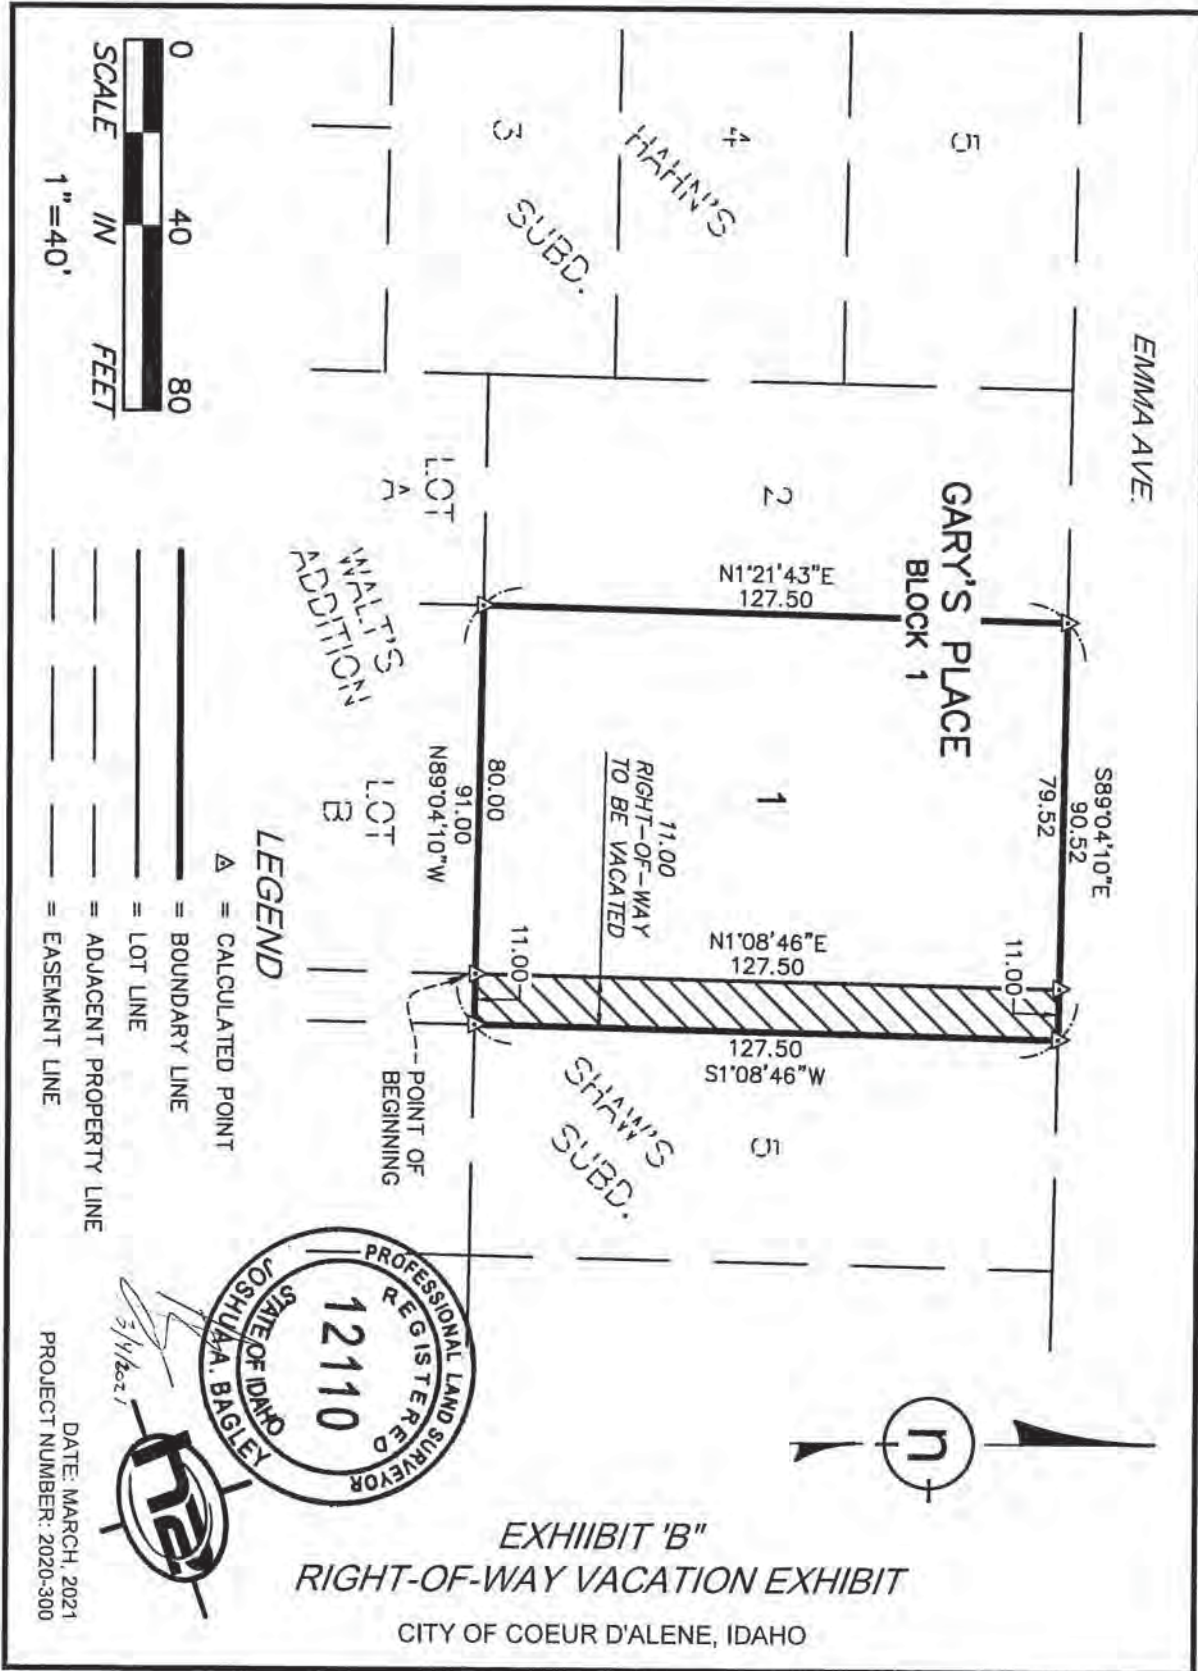 EMMA AVE.
HAHN'S
SUBD.
5
4
3
GARY'S PLACE
BLOCK 1
2
1
S89°04'10"E
90.52
79.52
N1°21'43"E
127.50
11.00
RIGHT-OF-WAY
TO BE VACATED
N1°08'46"E
127.50
11.00
11.00
127.50
S1°08'46"W
80.00
91.00
N89°04'10"W
SHAW'S
SUBD.
5
LOT
A
WALT'S
ADDITION
LOT
B
POINT OF
BEGINNING
n
0 40 80
SCALE IN FEET
1"=40'
LEGEND
= CALCULATED POINT
= BOUNDARY LINE
= LOT LINE
= ADJACENT PROPERTY LINE
= EASEMENT LINE
PROFESSIONAL LAND SURVEYOR
REGISTERED
12110
STATE OF IDAHO
JOSHUA A. BAGLEY
3/4/2021
EXHIIBIT 'B"
RIGHT-OF-WAY VACATION EXHIBIT
CITY OF COEUR D'ALENE, IDAHO
DATE: MARCH, 2021
PROJECT NUMBER: 2020-300